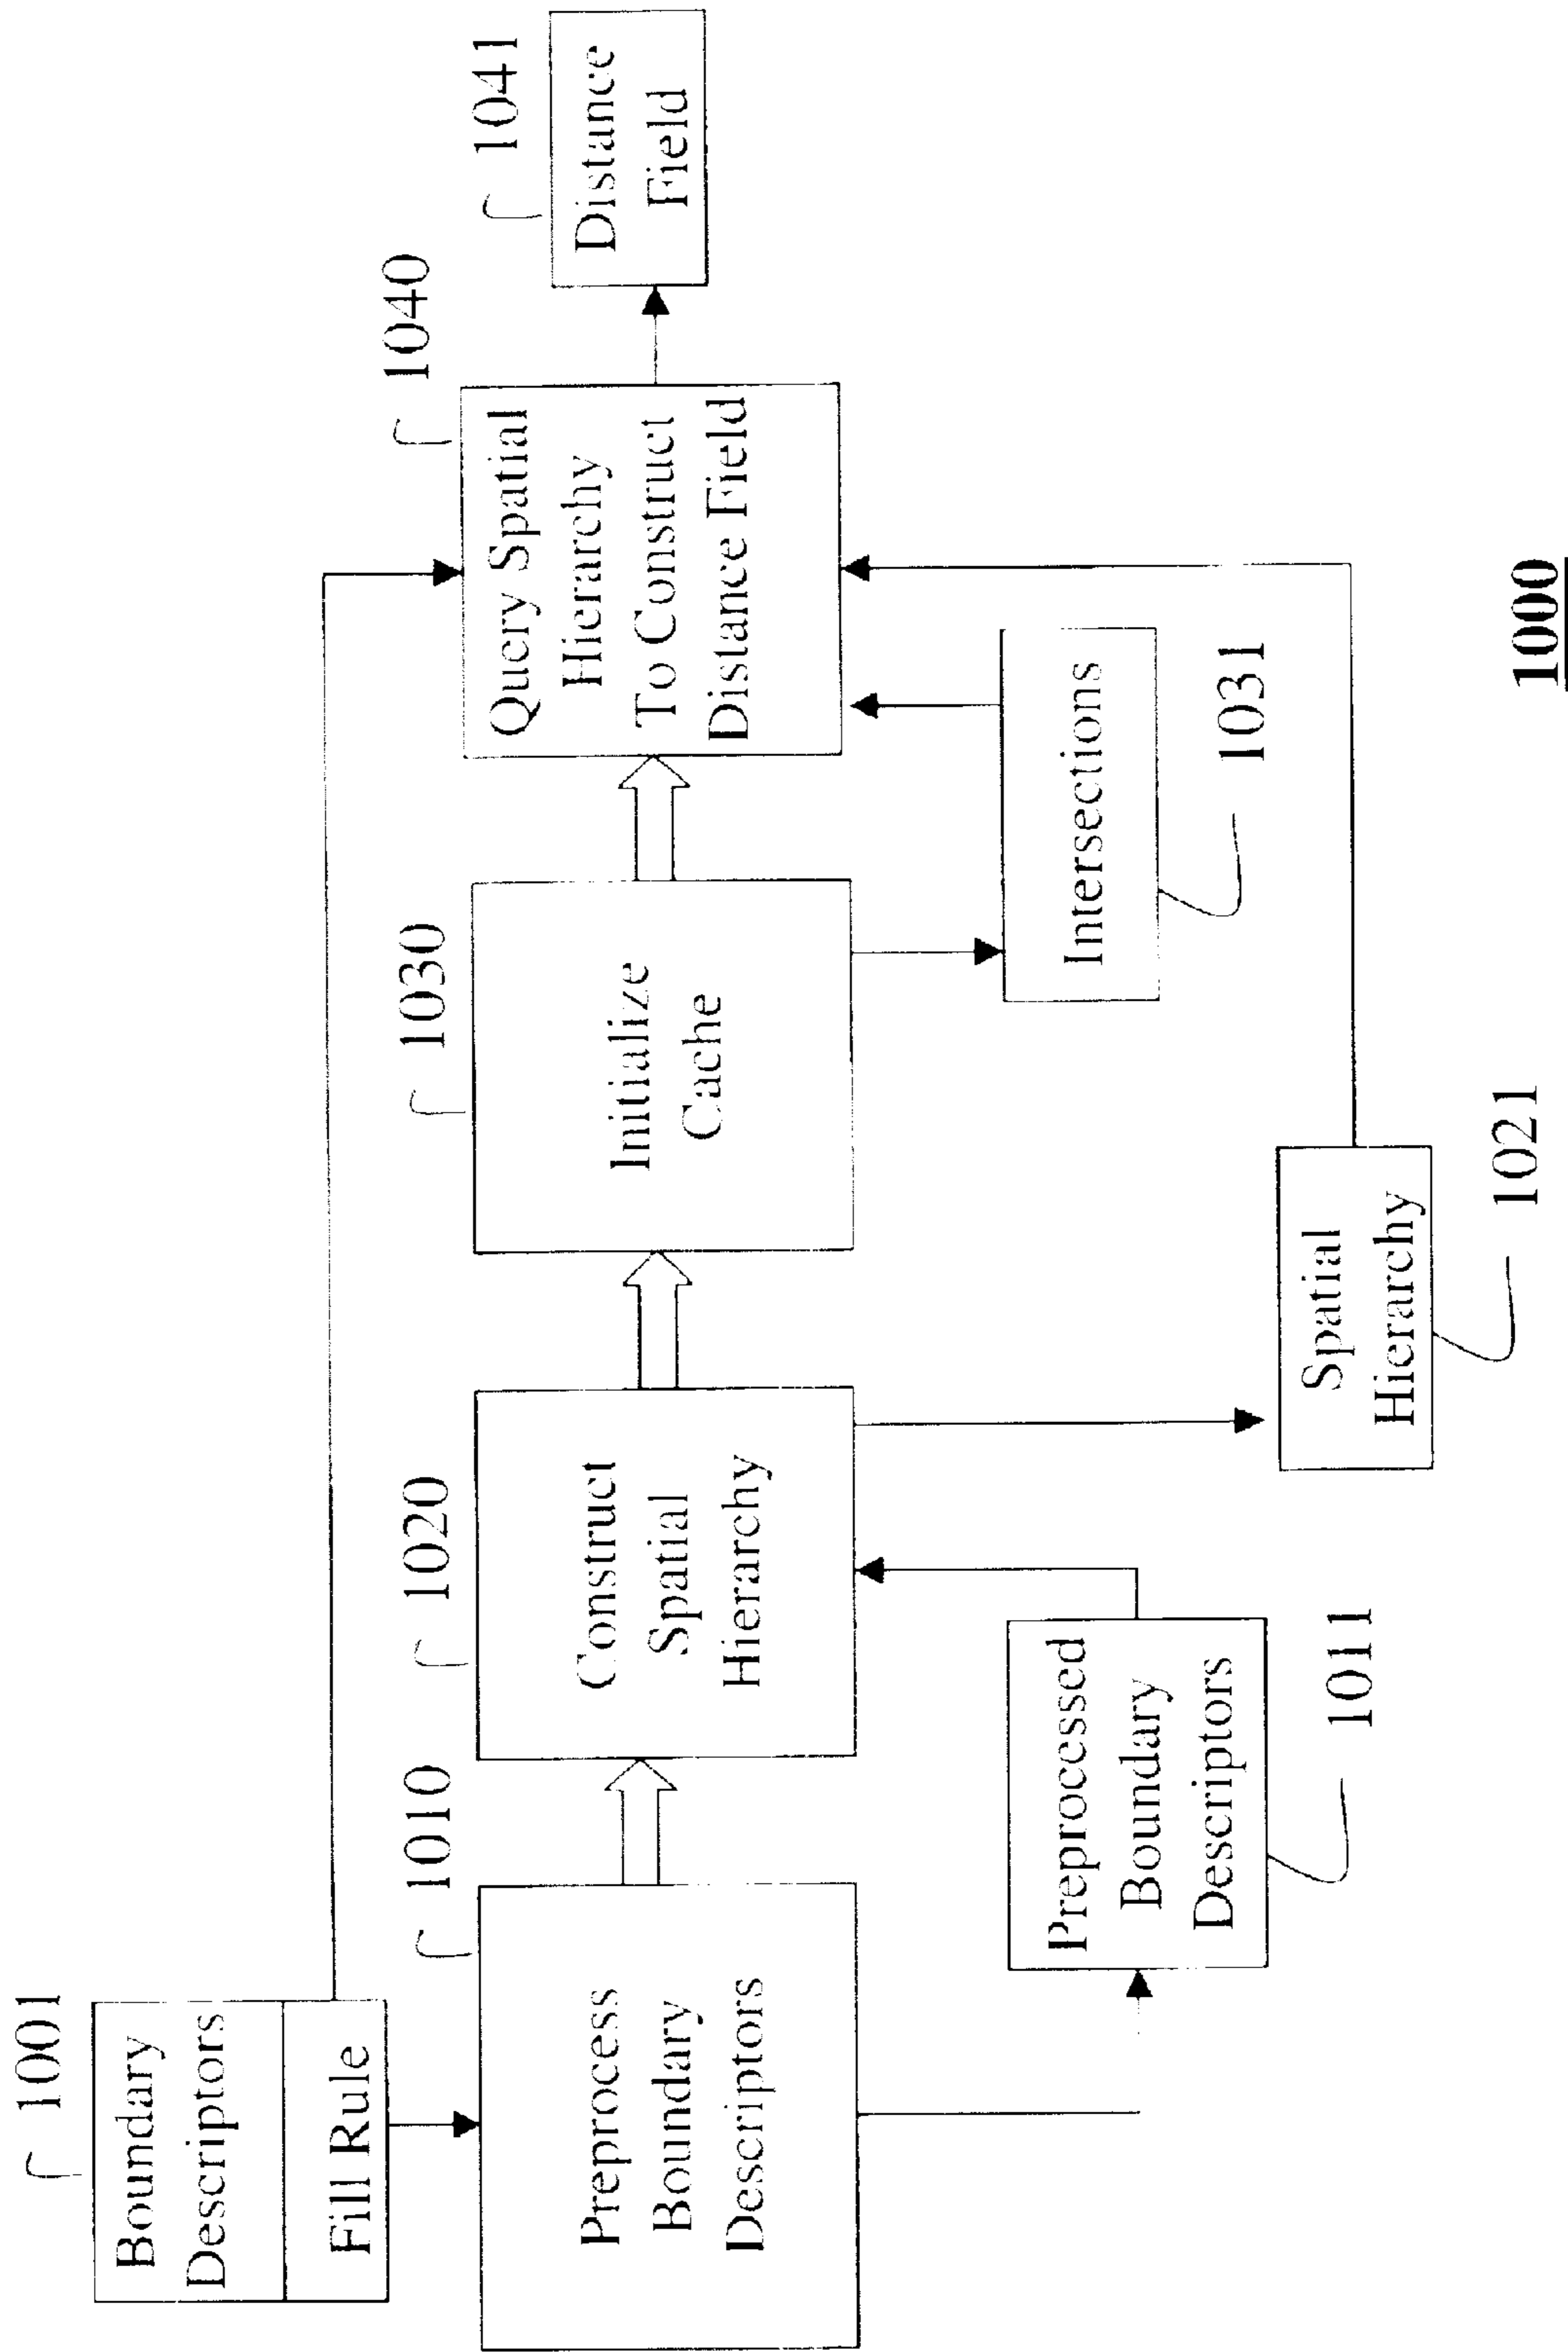 1001
Boundary
Descriptors
Fill Rule
1010
Preprocess
Boundary
Descriptors
1020
Construct
Spatial
Hierarchy
1030
Initialize
Cache
1040
Query Spatial
Hierarchy
To Construct
Distance Field
1041
Distance
Field
Preprocessed
Boundary
Descriptors
1011
Intersections
1031
Spatial
Hierarchy
1021
1000